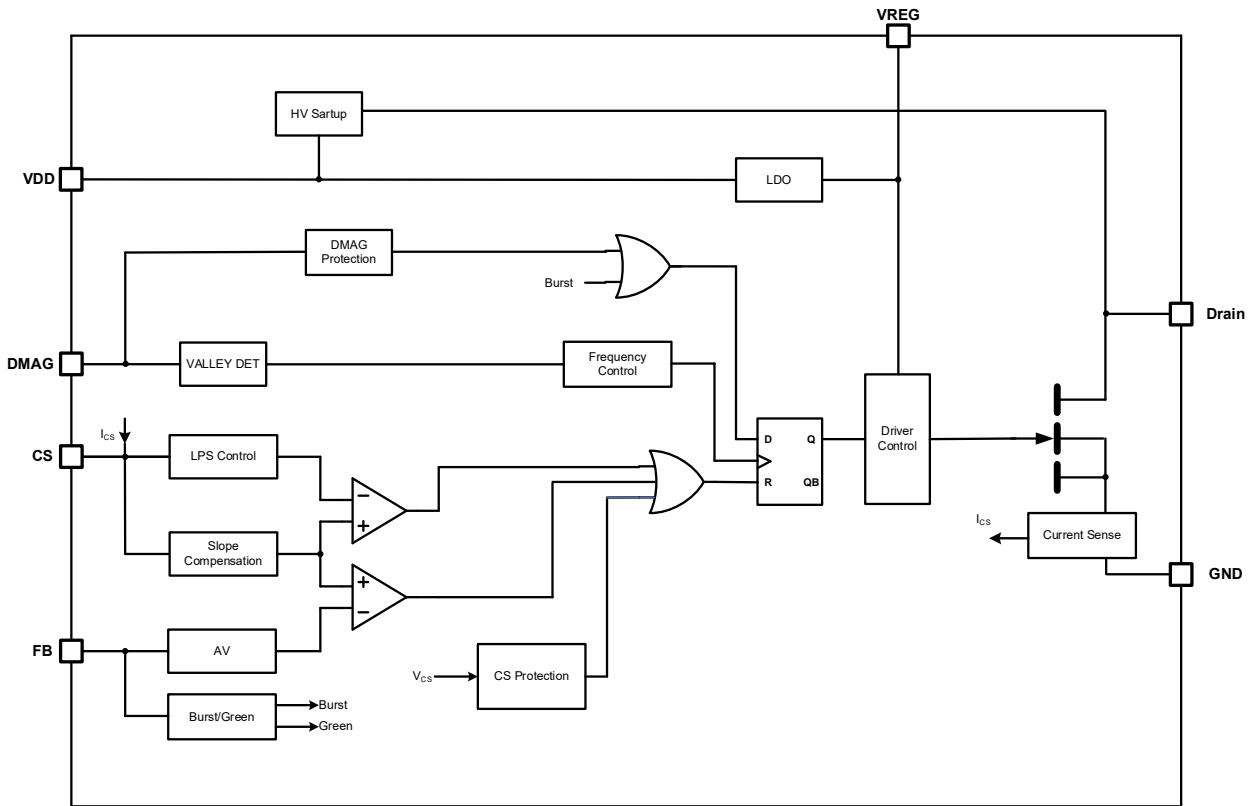 VREG
HV Sartup
VDD
LDO
DMAG
Protection
Burst
Drain
DMAG
VALLEY DET
Frequency
Control
ICS
CS
LPS Control
D
Q
R
QB
Driver
Control
Slope
Compensation
ICS
Current Sense
GND
FB
AV
VCS
CS Protection
Burst/Green
Burst
Green